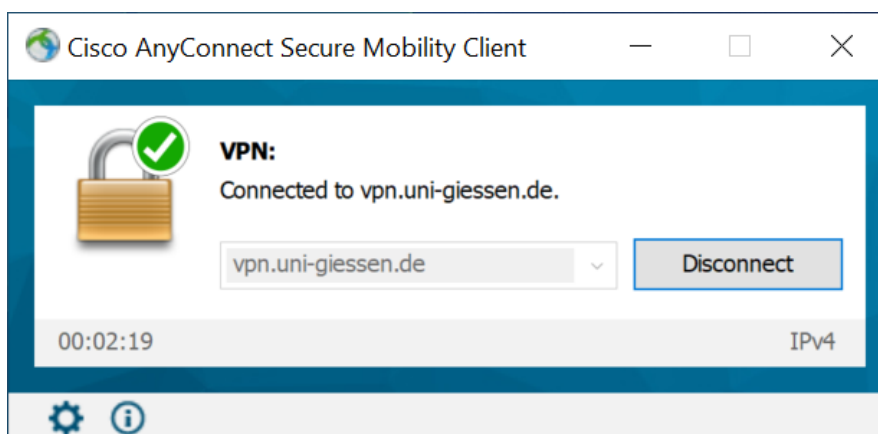 Cisco AnyConnect Secure Mobility Client
VPN:
Connected to vpn.uni-giessen.de.
vpn.uni-giessen.de
Disconnect
00:02:19
IPv4